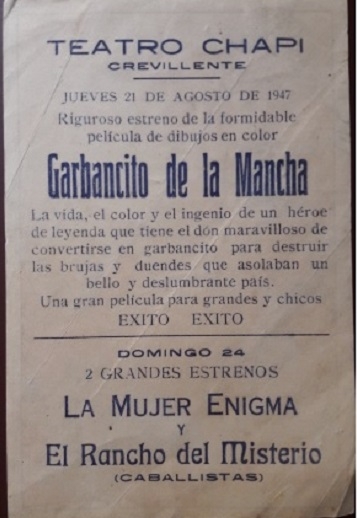 TEATRO CHAPI
CREVILLENTE
JUEVES 21 DE AGOSTO DE 1947
Riguroso estreno de la formidable
película de dibujos en color
Garbancito de la Mancha
La vida, el color y el ingenio de un héroe
de leyenda que tiene el don maravilloso de
convertirse en garbancito para destruir
las brujas y duendes que asolaban un
bello y deslumbrante país.
Una gran película para grandes y chicos
EXITO EXITO
DOMINGO 24
2 GRANDES ESTRENOS
LA MUJER ENIGMA
Y
El Rancho del Misterio
(CABALLISTAS)